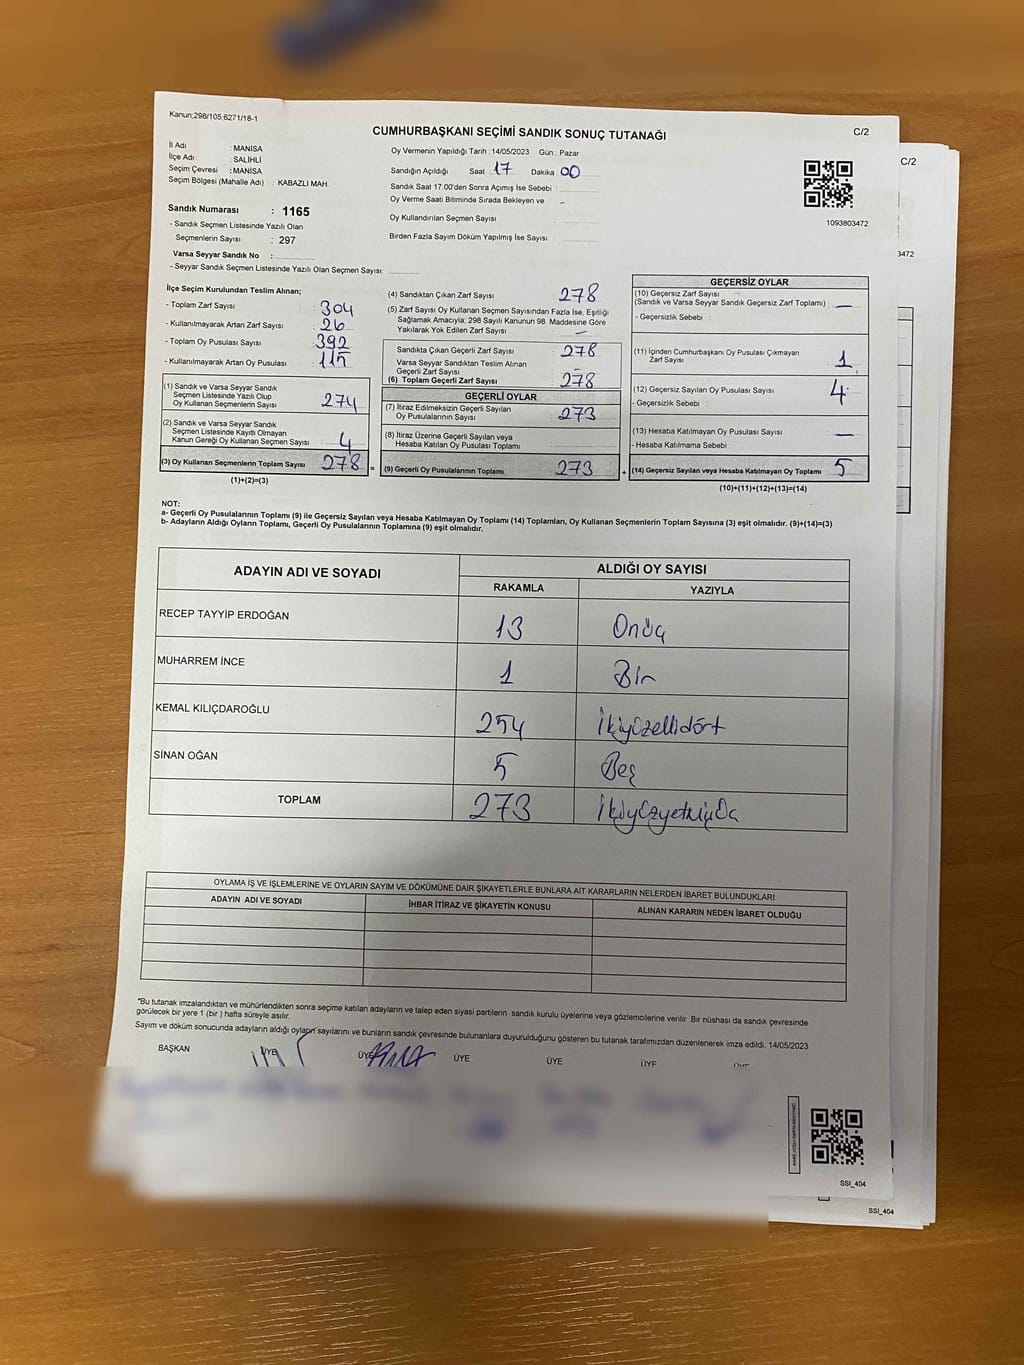 Kanun;298/105.6271/18-1
CUMHURBAŞKANI SEÇİMİ SANDIK SONUÇ TUTANAĞI
C/2
C/2
İl Adı : MANİSA
İlçe Adı : SALİHLİ
Seçim Çevresi : MANİSA
Seçim Bölgesi (Mahalle Adı) : KABAZLI MAH.
Sandık Numarası : 1165
- Sandık Seçmen Listesinde Yazılı Olan
Seçmenlerin Sayısı : 297
Varsa Seyyar Sandık No :
- Seyyar Sandık Seçmen Listesinde Yazılı Olan Seçmen Sayısı:
Oy Vermenin Yapıldığı Tarih :14/05/2023 Gün : Pazar
Sandığın Açıldığı Saat : 17 Dakika : 00
Sandık Saat 17.00'den Sonra Açımış İse Sebebi :
Oy Verme Saati Bitiminde Sırada Bekleyen ve -
Oy Kullandırılan Seçmen Sayısı :
Birden Fazla Sayım Döküm Yapılmış İse Sayısı :
1093803472
3472
İlçe Seçim Kurulundan Teslim Alınan;
- Toplam Zarf Sayısı : 304
- Kullanılmayarak Artan Zarf Sayısı : 26
- Toplam Oy Pusulası Sayısı : 392
- Kullanılmayarak Artan Oy Pusulası : 115
(1) Sandık ve Varsa Seyyar Sandık
Seçmen Listesinde Yazılı Olup
Oy Kullanan Seçmenlerin Sayısı : 274
(2) Sandık ve Varsa Seyyar Sandık
Seçmen Listesinde Kayıtlı Olmayan
Kanun Gereği Oy Kullanan Seçmen Sayısı : 4
(3) Oy Kullanan Seçmenlerin Toplam Sayısı : 278 =
(1)+(2)=(3)
(4) Sandıktan Çıkan Zarf Sayısı 278
(5) Zarf Sayısı Oy Kullanan Seçmen Sayısından Fazla İse, Eşitliği
Sağlamak Amacıyla; 298 Sayılı Kanunun 98. Maddesine Göre
Yakılarak Yok Edilen Zarf Sayısı : -
Sandıkta Çıkan Geçerli Zarf Sayısı : 278
Varsa Seyyar Sandıktan Teslim Alınan
Geçerli Zarf Sayısı : -
(6) Toplam Geçerli Zarf Sayısı : 278
GEÇERLİ OYLAR
(7) İtiraz Edilmeksizin Geçerli Sayılan
Oy Pusulalarının Sayısı : 273
(8) İtiraz Üzerine Geçerli Sayılan veya
Hesaba Katılan Oy Pusulası Toplamı :
(9) Geçerli Oy Pusulalarının Toplamı : 273 +
GEÇERSİZ OYLAR
(10) Geçersiz Zarf Sayısı
(Sandık ve Varsa Seyyar Sandık Geçersiz Zarf Toplamı) : -
- Geçersizlik Sebebi :
(11) İçinden Cumhurbaşkanı Oy Pusulası Çıkmayan
Zarf Sayısı : 1
(12) Geçersiz Sayılan Oy Pusulası Sayısı : 4
- Geçersizlik Sebebi :
(13) Hesaba Katılmayan Oy Pusulası Sayısı : -
- Hesaba Katılmama Sebebi :
(14) Geçersiz Sayılan veya Hesaba Katılmayan Oy Toplamı : 5
(10)+(11)+(12)+(13)=(14)
NOT:
a- Geçerli Oy Pusulalarının Toplamı (9) ile Geçersiz Sayılan veya Hesaba Katılmayan Oy Toplamı (14) Toplamları, Oy Kullanan Seçmenlerin Toplam Sayısına (3) eşit olmalıdır. (9)+(14)=(3)
b- Adayların Aldığı Oyların Toplamı, Geçerli Oy Pusulalarının Toplamına (9) eşit olmalıdır.
ADAYIN ADI VE SOYADI
ALDIĞI OY SAYISI
RAKAMLA YAZIYLA
RECEP TAYYİP ERDOĞAN 13 Onüç
MUHARREM İNCE 1 Bir
KEMAL KILIÇDAROĞLU 254 İkiyüzellidört
SİNAN OĞAN 5 Beş
TOPLAM 273 İkiyüzyetmişüç
OYLAMA İŞ VE İŞLEMLERİNE VE OYLARIN SAYIM VE DÖKÜMÜNE DAİR ŞİKAYETLERLE BUNLARA AİT KARARLARIN NELERDEN İBARET BULUNDUKLARI
ADAYIN ADI VE SOYADI İHBAR İTİRAZ VE ŞİKAYETİN KONUSU ALINAN KARARIN NEDEN İBARET OLDUĞU
*Bu tutanak imzalandıktan ve mühürlendikten sonra seçime katılan adayların ve talep eden siyasi partilerin sandık kurulu üyelerine veya gözlemcilerine verilir. Bir nüshası da sandık çevresinde
görülecek bir yere 1 (bir ) hafta süreyle asılır.
Sayım ve döküm sonucunda adayların aldığı oyların sayılarını ve bunların sandık çevresinde bulunanlara duyurulduğunu gösteren bu tutanak tarafımızdan düzenlenerek imza edildi. 14/05/2023
BAŞKAN ÜYE ÜYE ÜYE ÜYE ÜYE ÜYE
SSI_404
SSI_404